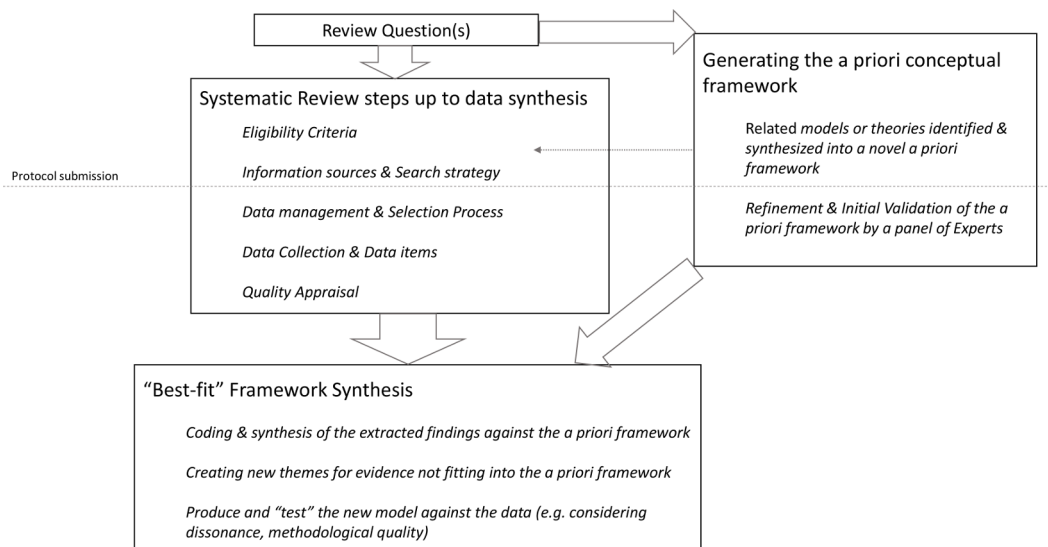 Review Question(s)
Generating the a priori conceptual
framework
Related models or theories identified &
synthesized into a novel a priori
framework
Refinement & Initial Validation of the a
priori framework by a panel of Experts
Systematic Review steps up to data synthesis
Eligibility Criteria
Information sources & Search strategy
Data management & Selection Process
Data Collection & Data items
Quality Appraisal
Protocol submission
“Best-fit” Framework Synthesis
Coding & synthesis of the extracted findings against the a priori framework
Creating new themes for evidence not fitting into the a priori framework
Produce and “test” the new model against the data (e.g. considering
dissonance, methodological quality)